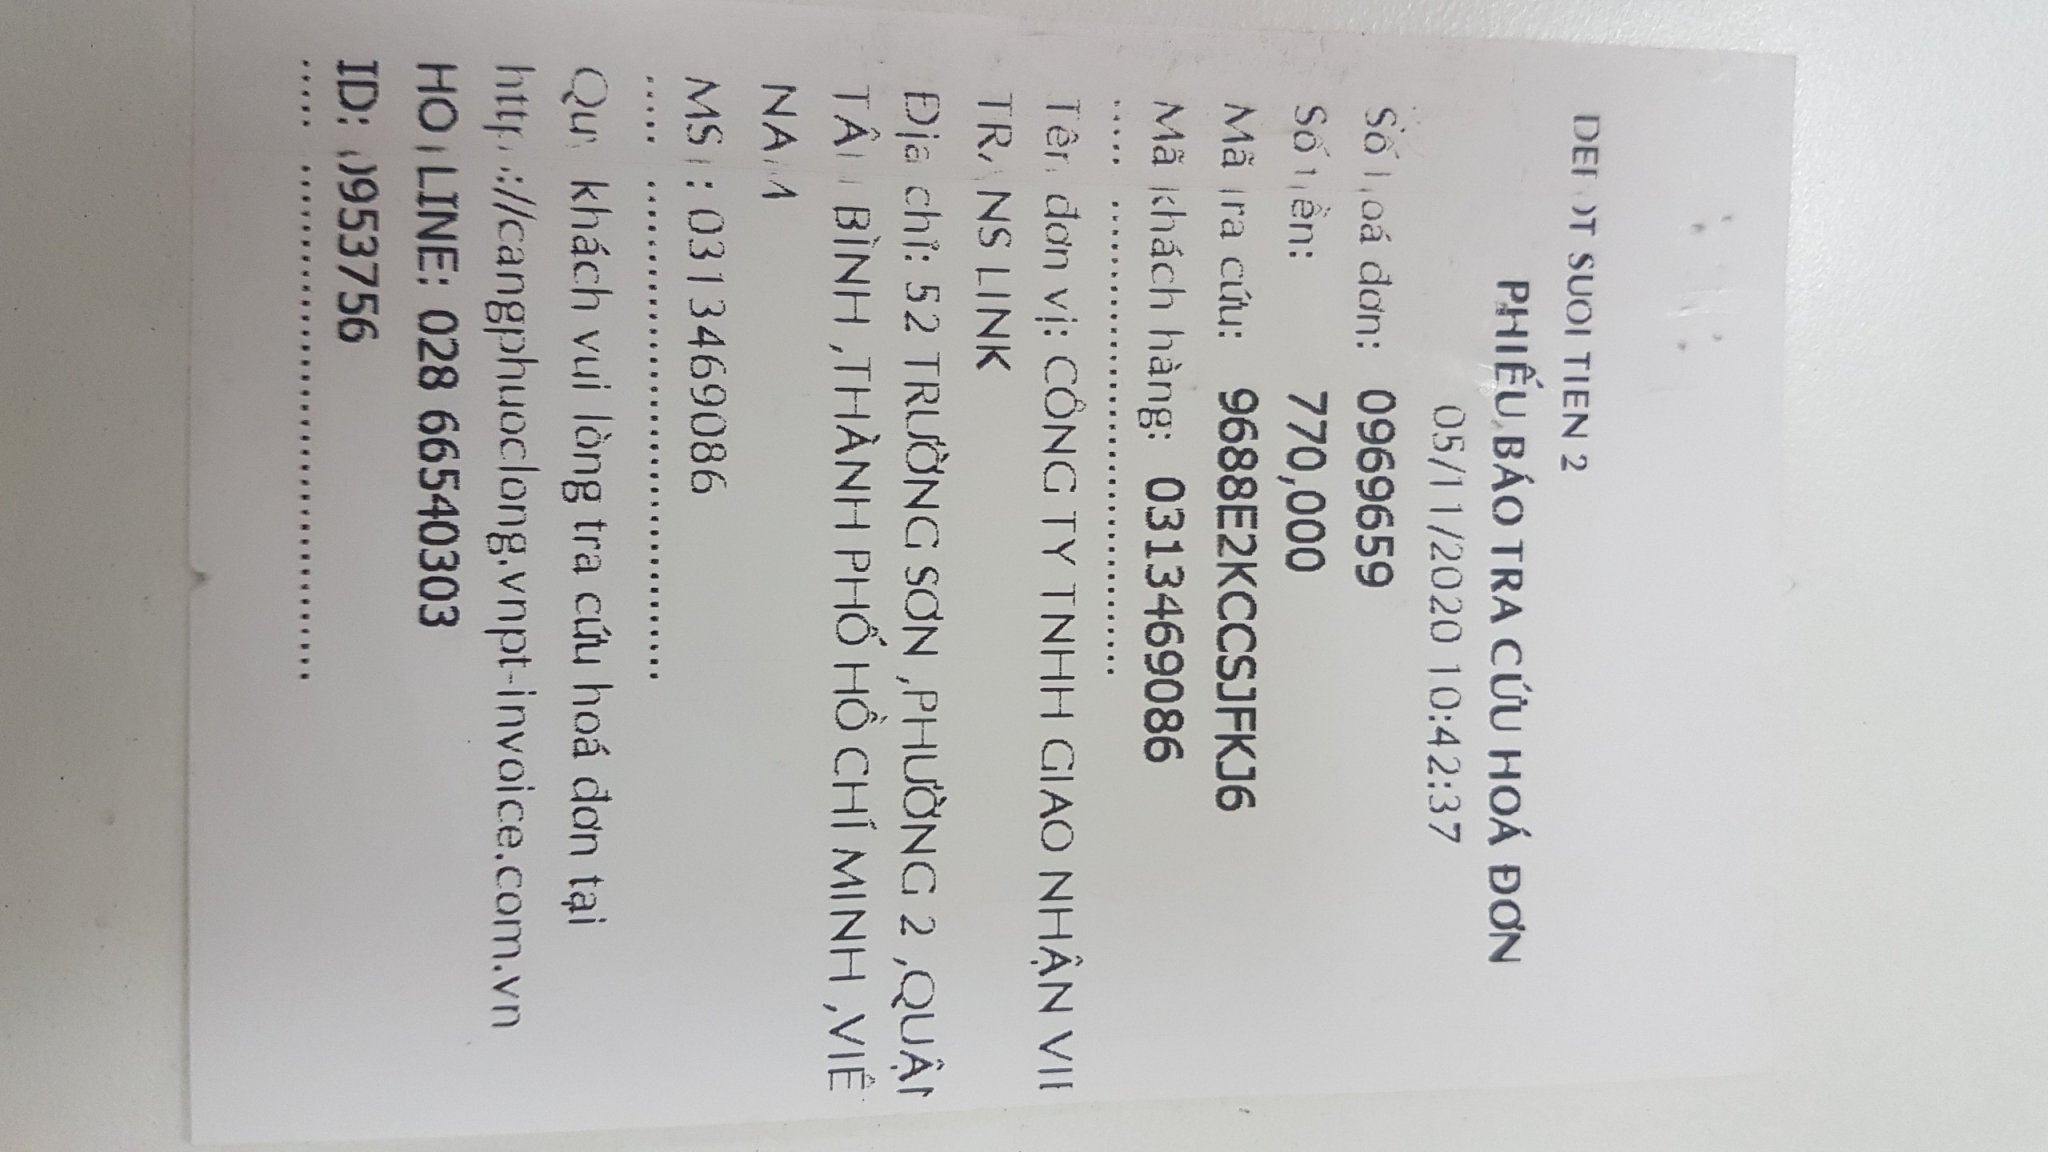 DEPOT SUOI TIEN 2
PHIẾU BÁO TRA CỨU HOÁ ĐƠN
05/11/2020 10:42:37
Số hoá đơn: 0969659
Số tiền: 770,000
Mã tra cứu: 9688E2KCCSJFKJ6
Mã khách hàng: 0313469086
Tên đơn vị: CÔNG TY TNHH GIAO NHẬN
TRANS LINK
Địa chỉ: 52 TRƯỜNG SƠN ,PHƯỜNG 2 ,QUẬN
TÂN BÌNH ,THÀNH PHỐ HỒ CHÍ MINH ,VIÊ
NAM
MST: 0313469086
Quý khách vui lòng tra cứu hoá đơn tại
https://cangphuoclong.vnpt-invoice.com.vn
HOTLINE: 028 66540303
ID: 0953756